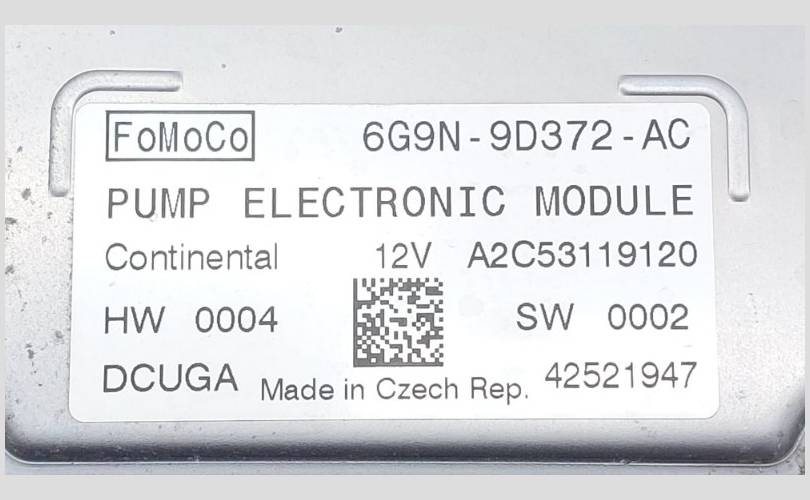 FoMoCo 6G9N-9D372-AC
PUMP ELECTRONIC MODULE
Continental 12V A2C53119120
HW 0004 SW 0002
DCUGA Made in Czech Rep. 42521947